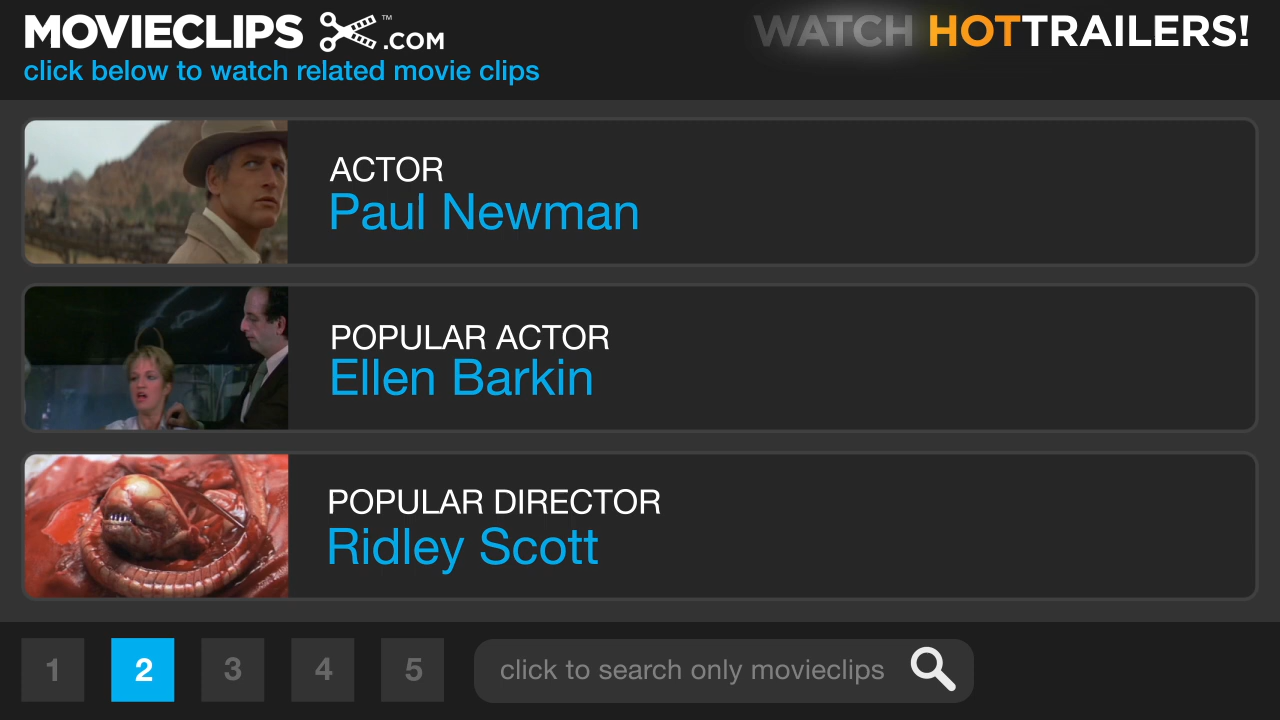 MOVIECLIPS ™ .COM
WATCH HOTTRAILERS!
click below to watch related movie clips
ACTOR
Paul Newman
POPULAR ACTOR
Ellen Barkin
POPULAR DIRECTOR
Ridley Scott
1 2 3 4 5 click to search only movieclips